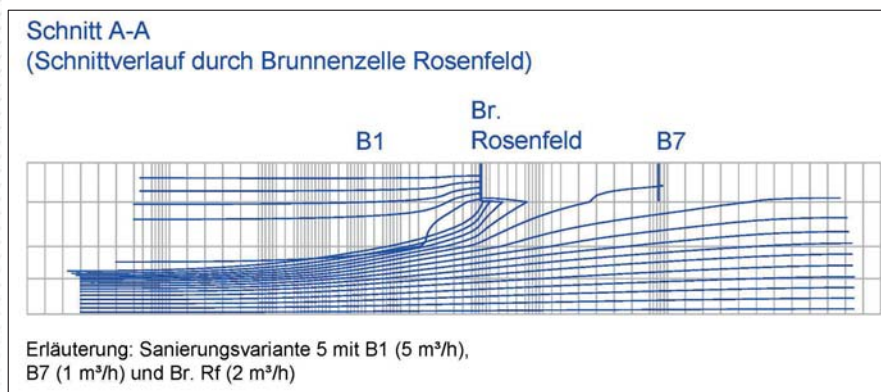 Schnitt A-A
(Schnittverlauf durch Brunnenzelle Rosenfeld)
Br.
B1 Rosenfeld B7
Erläuterung: Sanierungsvariante 5 mit B1 (5 m³/h),
B7 (1 m³/h) und Br. Rf (2 m³/h)